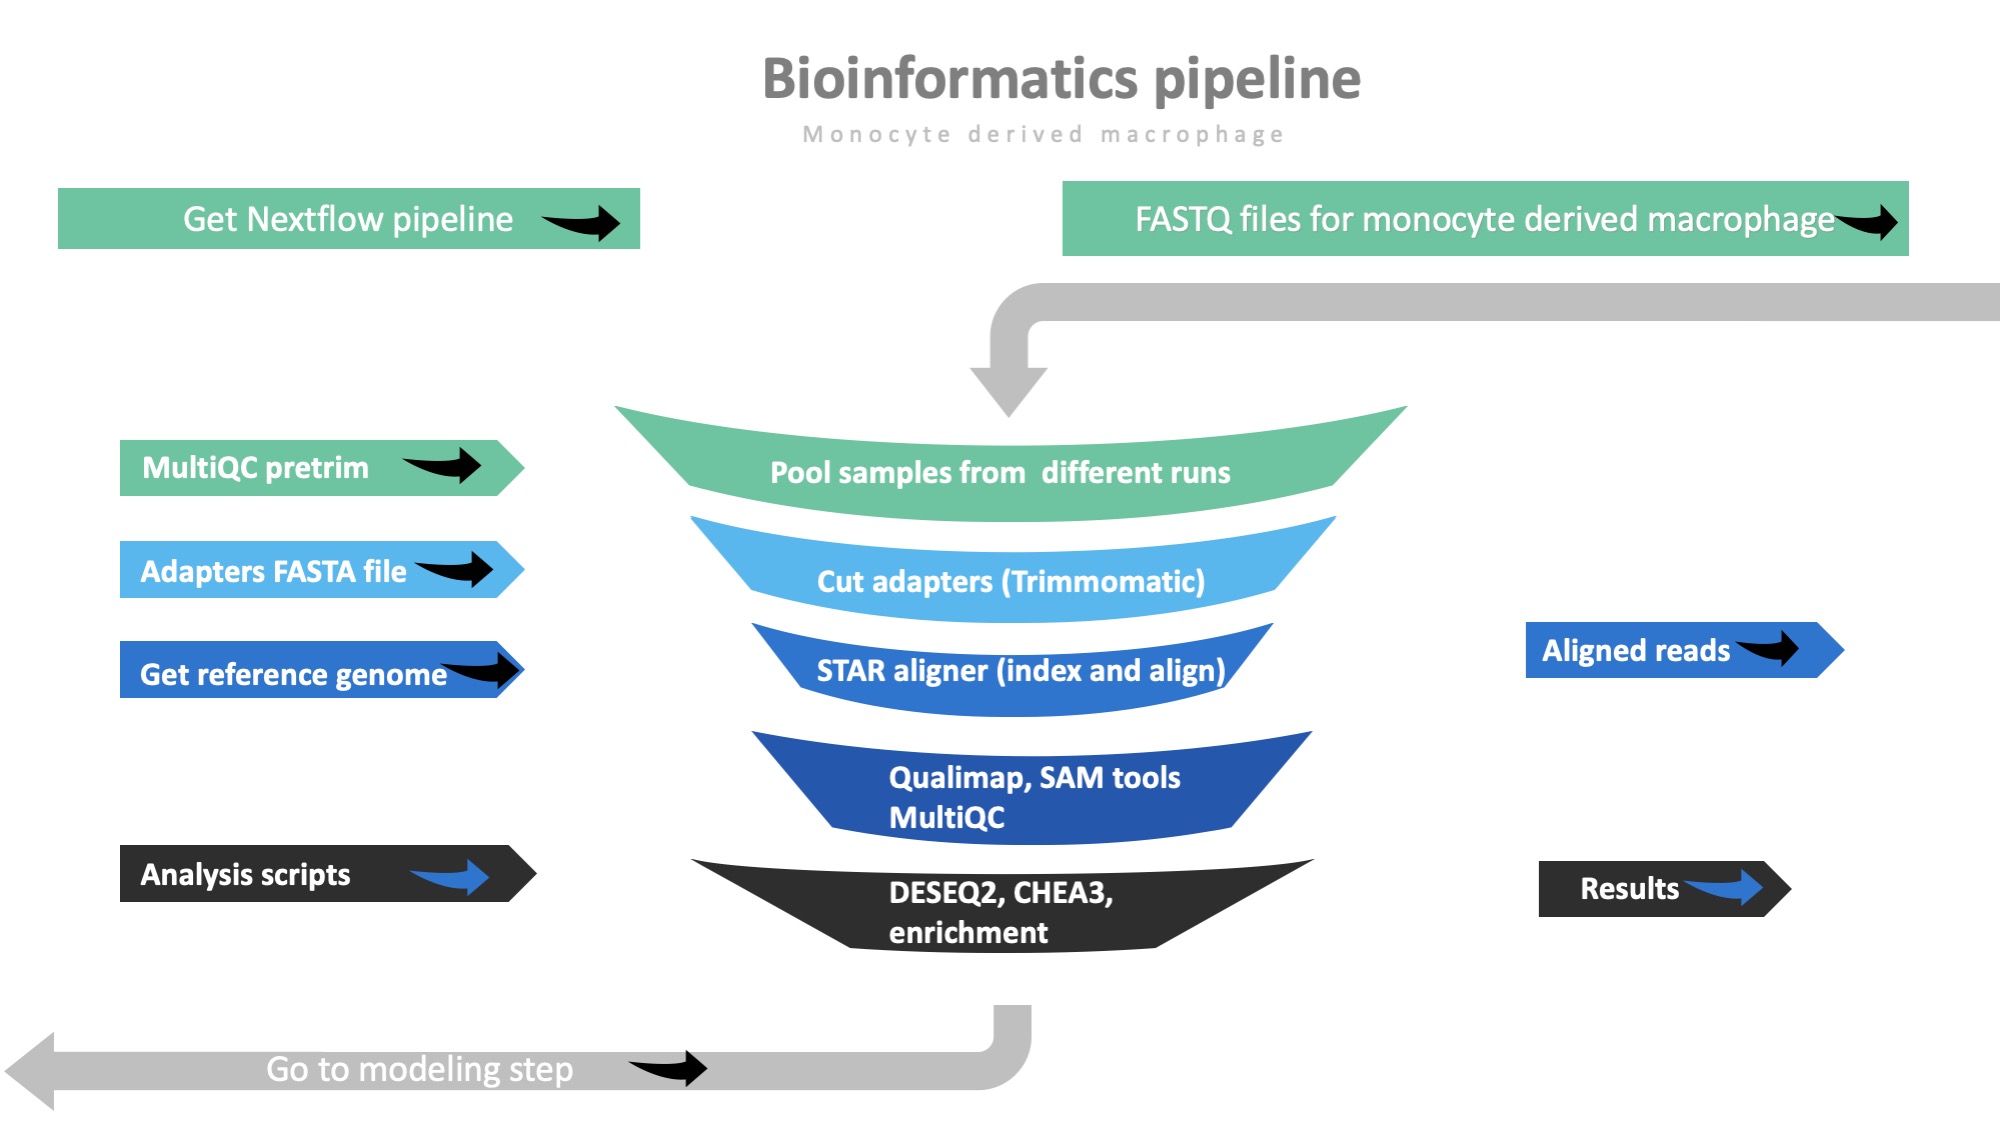 Bioinformatics pipeline
Monocyte derived macrophage
Get Nextflow pipeline
FASTQ files for monocyte derived macrophage
MultiQC pretrim
Pool samples from  different runs
Adapters FASTA file
Cut adapters (Trimmomatic)
Get reference genome
STAR aligner (index and align)
Aligned reads
Qualimap, SAM tools
MultiQC
Analysis scripts
DESEQ2, CHEA3,
enrichment
Results
Go to modeling step